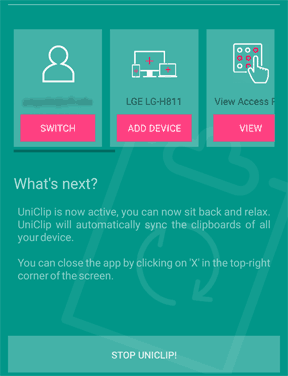 LGE LG-H811
View Access
SWITCH
ADD DEVICE
VIEW
What's next?
UniClip is now active, you can now sit back and relax.
UniClip will automatically sync the clipboards of all
your device.
You can close the app by clicking on 'X' in the top-right
corner of the screen.
STOP UNICLIP!